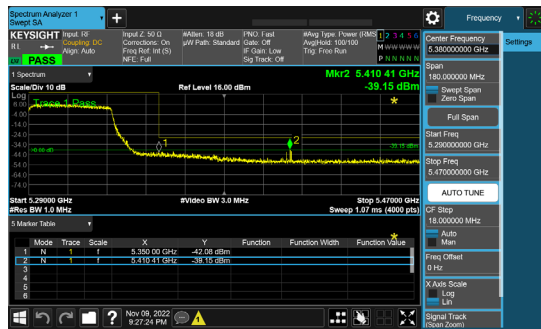 Spectrum Analyzer 1
Swept SA
+
Frequency
KEYSIGHT
Input: RF
Input Z: 50 Ω
#Atten: 16 dB
PNO: Fast
#Avg Type: Power (RMS
1 2 3 4 5 6
RL
Coupling: DC
Corrections: On
µW Path: Standard
Gate: Off
Avg|Hold: 100/100
M W W W W W
Align: Auto
Freq Ref: Int (S)
IF Gain: Low
Trig: Free Run
P N N N N N
NFE: Full
Sig Track: Off
PASS
1 Spectrum
Mkr2 5.410 41 GHz
Scale/Div 10 dB
Ref Level 16.00 dBm
-39.15 dBm
Log
Trace 1 Pass
6.00
-4.00
-14.0
-24.0
-34.0
-44.0
-54.0
-64.0
-74.0
1
2
Start 5.29000 GHz
#Video BW 3.0 MHz
Stop 5.47000 GHz
#Res BW 1.0 MHz
Sweep 1.07 ms (4000 pts)
5 Marker Table
Mode Trace Scale X Y Function Function Width Function Value
1 N 1 f 5.350 00 GHz -42.08 dBm
2 N 1 f 5.410 41 GHz -39.15 dBm
3
4
5
6
Nov 09, 2022
9:27:24 PM
Center Frequency
5.380000000 GHz
Settings
Span
180.000000 MHz
Swept Span
Zero Span
Full Span
Start Freq
5.290000000 GHz
Stop Freq
5.470000000 GHz
AUTO TUNE
CF Step
18.000000 MHz
Auto
Man
Freq Offset
0 Hz
X Axis Scale
Log
Lin
Signal Track
(Span Zoom)